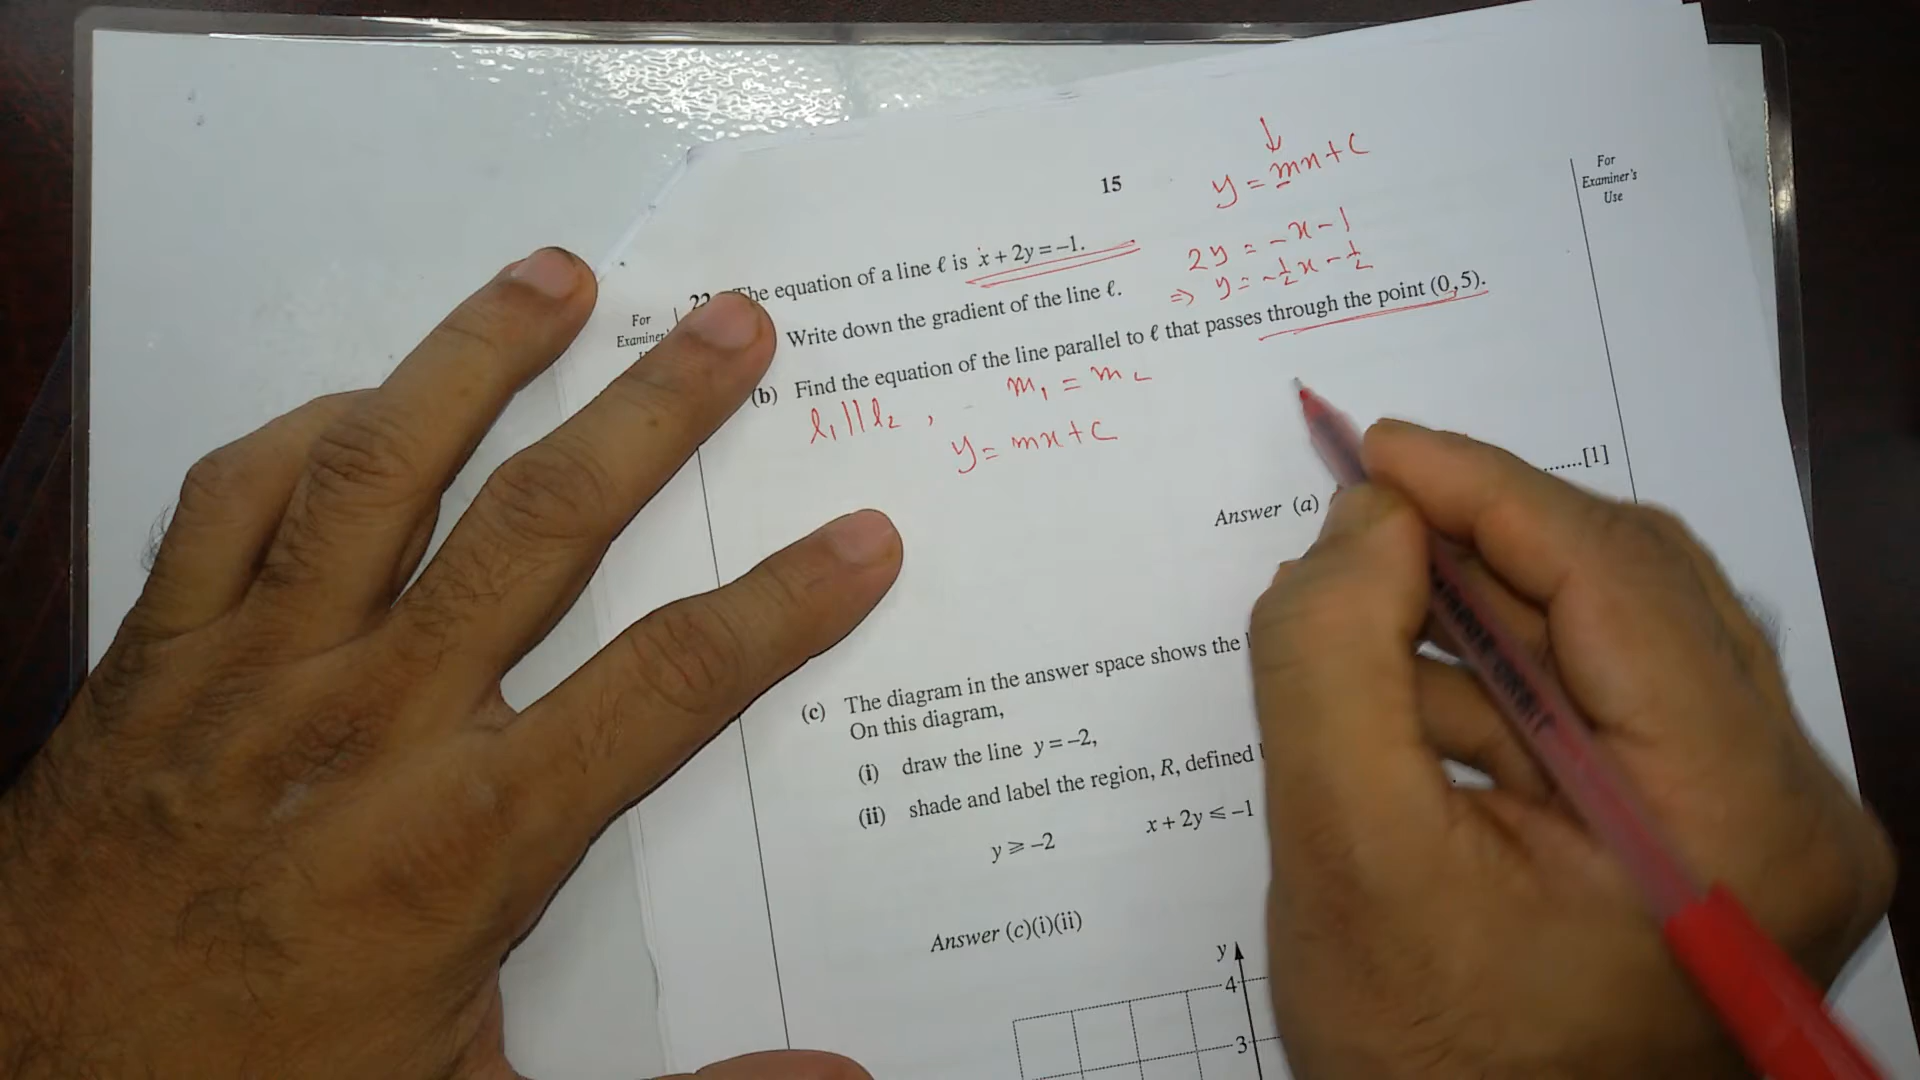 15
y = mx + c
For
Examiner's
Use
22 The equation of a line ℓ is x + 2y = –1.
2y = -x - 1
For
Examiner
Write down the gradient of the line ℓ.
⇒ y = -½x - ½
(b) Find the equation of the line parallel to ℓ that passes through the point (0, 5).
l₁ || l₂ , m₁ = m₂
y = mx + c
Answer (a) ......[1]
(c) The diagram in the answer space shows the
On this diagram,
(i) draw the line y = –2,
(ii) shade and label the region, R, defined
y ⩾ –2 x + 2y ⩽ –1
Answer (c)(i)(ii)
y
4
3